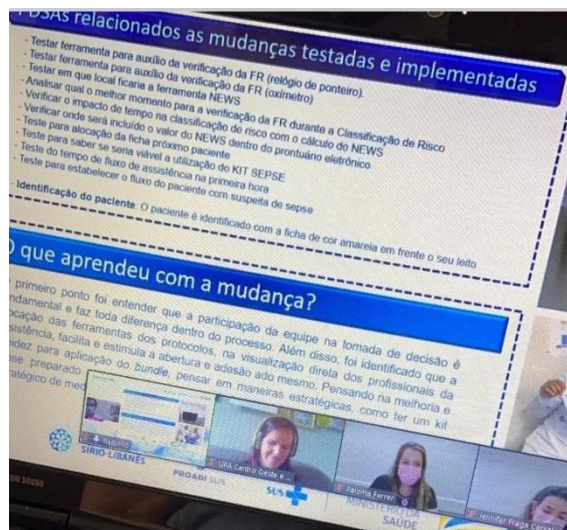 PDSAs relacionados as mudanças testadas e implementadas
- Testar ferramenta para auxílio da verificação da FR (relógio de ponteiro).
- Testar ferramenta para auxílio da verificação da FR (oxímetro)
- Testar em que local ficaria a ferramenta NEWS
- Analisar qual o melhor momento para a verificação da FR durante a Classificação de Risco
- Verificar o impacto de tempo na classificação de risco com o cálculo do NEWS
- Verificar onde será incluído o valor do NEWS dentro do prontuário eletrônico
- Teste para alocação da ficha próximo paciente
- Teste para saber se seria viável a utilização do KIT SEPSE
- Teste do tempo de fluxo de assistência na primeira hora
- Teste para estabelecer o fluxo do paciente com suspeita de sepse
- Identificação do paciente: O paciente é identificado com a ficha de cor amarela em frente o seu leito
O que aprendeu com a mudança?
primeiro ponto foi entender que a participação da equipe na tomada de decisão é
ndamental e faz toda diferença dentro do processo. Além disso, foi identificado que a
ocação das ferramentas dos protocolos, na visualização direta dos profissionais da
sistência, facilita e estimula a abertura e adesão ado mesmo. Pensando na melhoria e
idez para aplicação do bundle, pensar em maneiras estratégicas, como ter um kit
pse preparado
ratégico de med
UPA Centro Oeste e
Paloma Ferrer
Jennifer Fraga
SÍRIO-LIBANÊS
PROADI SUS
SUS
MINISTÉRIO DA
SAÚDE
SOUND